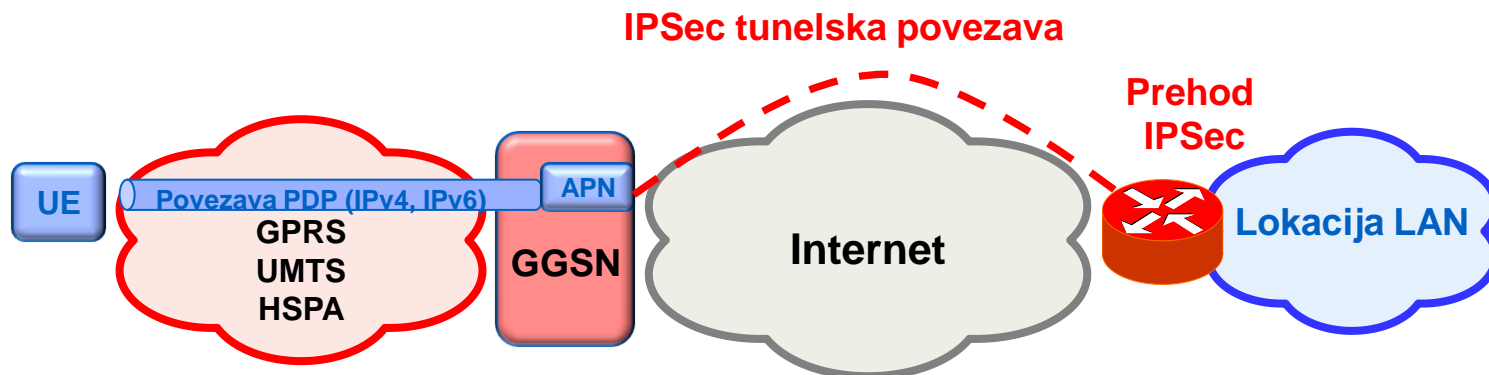 IPSec tunelska povezava
Prehod
IPSec
UE
Povezava PDP (IPv4, IPv6)
APN
GPRS
UMTS
HSPA
GGSN
Internet
Lokacija LAN